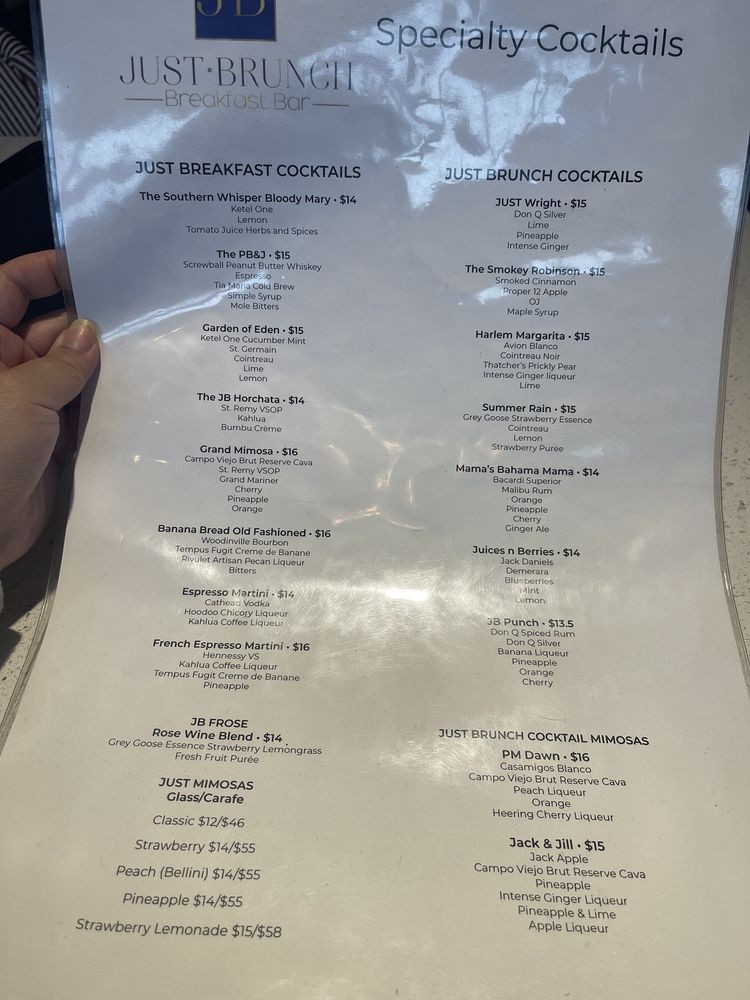 JB
JUST·BRUNCH
Breakfast Bar
Specialty Cocktails
JUST BREAKFAST COCKTAILS
The Southern Whisper Bloody Mary • $14
Ketel One
Lemon
Tomato Juice Herbs and Spices
The PB&J • $15
Screwball Peanut Butter Whiskey
Espresso
Tia Maria Cold Brew
Simple Syrup
Mole Bitters
Garden of Eden • $15
Ketel One Cucumber Mint
St. Germain
Cointreau
Lime
Lemon
The JB Horchata • $14
St. Remy VSOP
Kahlua
Bumbu Crème
Grand Mimosa • $16
Campo Viejo Brut Reserve Cava
St. Remy VSOP
Grand Mariner
Cherry
Pineapple
Orange
Banana Bread Old Fashioned • $16
Woodinville Bourbon
Tempus Fugit Creme de Banane
Rivulet Artisan Pecan Liqueur
Bitters
Espresso Martini • $14
Cathead Vodka
Hoodoo Chicory Liqueur
Kahlua Coffee Liqueur
French Espresso Martini • $16
Hennessy VS
Kahlua Coffee Liqueur
Tempus Fugit Creme de Banane
Pineapple
JB FROSE
Rose Wine Blend • $14
Grey Goose Essence Strawberry Lemongrass
Fresh Fruit Purée
JUST MIMOSAS
Glass/Carafe
Classic $12/$46
Strawberry $14/$55
Peach (Bellini) $14/$55
Pineapple $14/$55
Strawberry Lemonade $15/$58
JUST BRUNCH COCKTAILS
JUST Wright • $15
Don Q Silver
Lime
Pineapple
Intense Ginger
The Smokey Robinson • $15
Smoked Cinnamon
Proper 12 Apple
OJ
Maple Syrup
Harlem Margarita • $15
Avion Blanco
Cointreau Noir
Thatcher's Prickly Pear
Intense Ginger liqueur
Lime
Summer Rain • $15
Grey Goose Strawberry Essence
Cointreau
Lemon
Strawberry Puree
Mama's Bahama Mama • $14
Bacardi Superior
Malibu Rum
Orange
Pineapple
Cherry
Ginger Ale
Juices n Berries • $14
Jack Daniels
Demerara
Blueberries
Mint
Lemon
JB Punch • $13.5
Don Q Spiced Rum
Don Q Silver
Banana Liqueur
Pineapple
Orange
Cherry
JUST BRUNCH COCKTAIL MIMOSAS
PM Dawn • $16
Casamigos Blanco
Campo Viejo Brut Reserve Cava
Peach Liqueur
Orange
Heering Cherry Liqueur
Jack & Jill • $15
Jack Apple
Campo Viejo Brut Reserve Cava
Pineapple
Intense Ginger Liqueur
Pineapple & Lime
Apple Liqueur